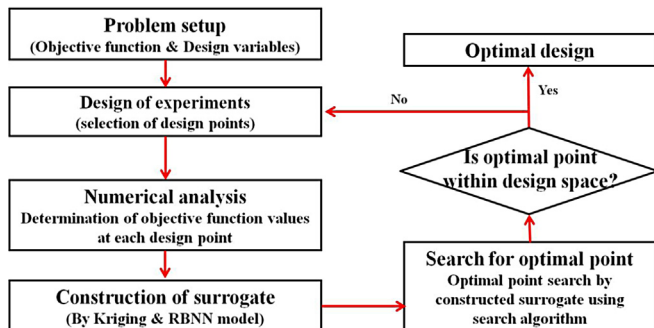 Problem setup
(Objective function & Design variables)
Design of experiments
(selection of design points)
Numerical analysis
Determination of objective function values
at each design point
Construction of surrogate
(By Kriging & RBNN model)
Search for optimal point
Optimal point search by
constructed surrogate using
search algorithm
Is optimal point
within design space?
No
Yes
Optimal design